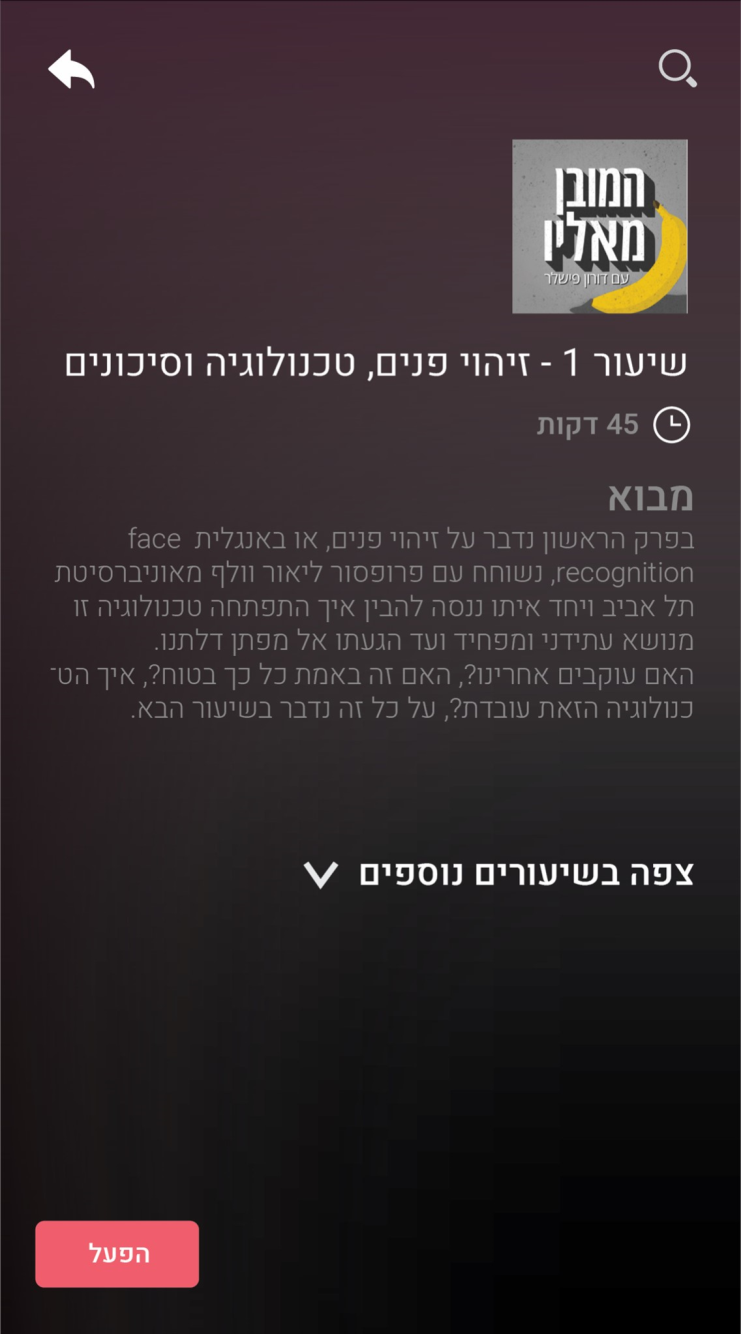 המובן
מאליו
עם דורון פישלר
שיעור 1 - זיהוי פנים, טכנולוגיה וסיכונים
45 דקות
מבוא
בפרק הראשון נדבר על זיהוי פנים, או באנגלית face
recognition, נשוחח עם פרופסור ליאור וולף מאוניברסיטת
תל אביב ויחד איתו ננסה להבין איך התפתחה טכנולוגיה זו
מנושא עתידני ומפחיד ועד הגעתו אל מפתן דלתנו.
האם עוקבים אחרינו?, האם זה באמת כל כך בטוח?, איך הט-
כנולוגיה הזאת עובדת?, על כל זה נדבר בשיעור הבא.
צפה בשיעורים נוספים
הפעל